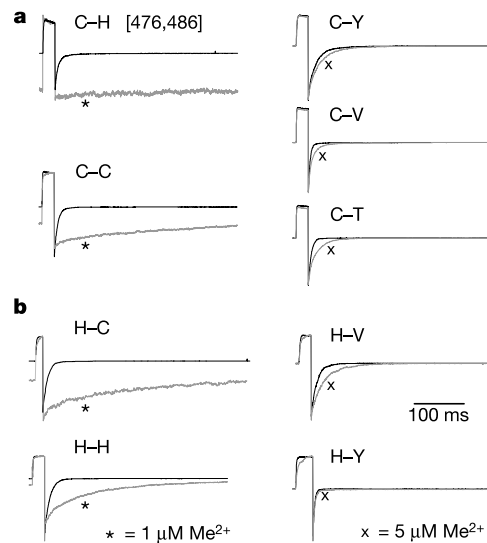 a
C–H [476,486]
*
C–C
*
C–Y
x
C–V
x
C–T
x
b
H–C
*
H–H
*
* = 1 μM Me2+
H–V
x
100 ms
H–Y
x
x = 5 μM Me2+